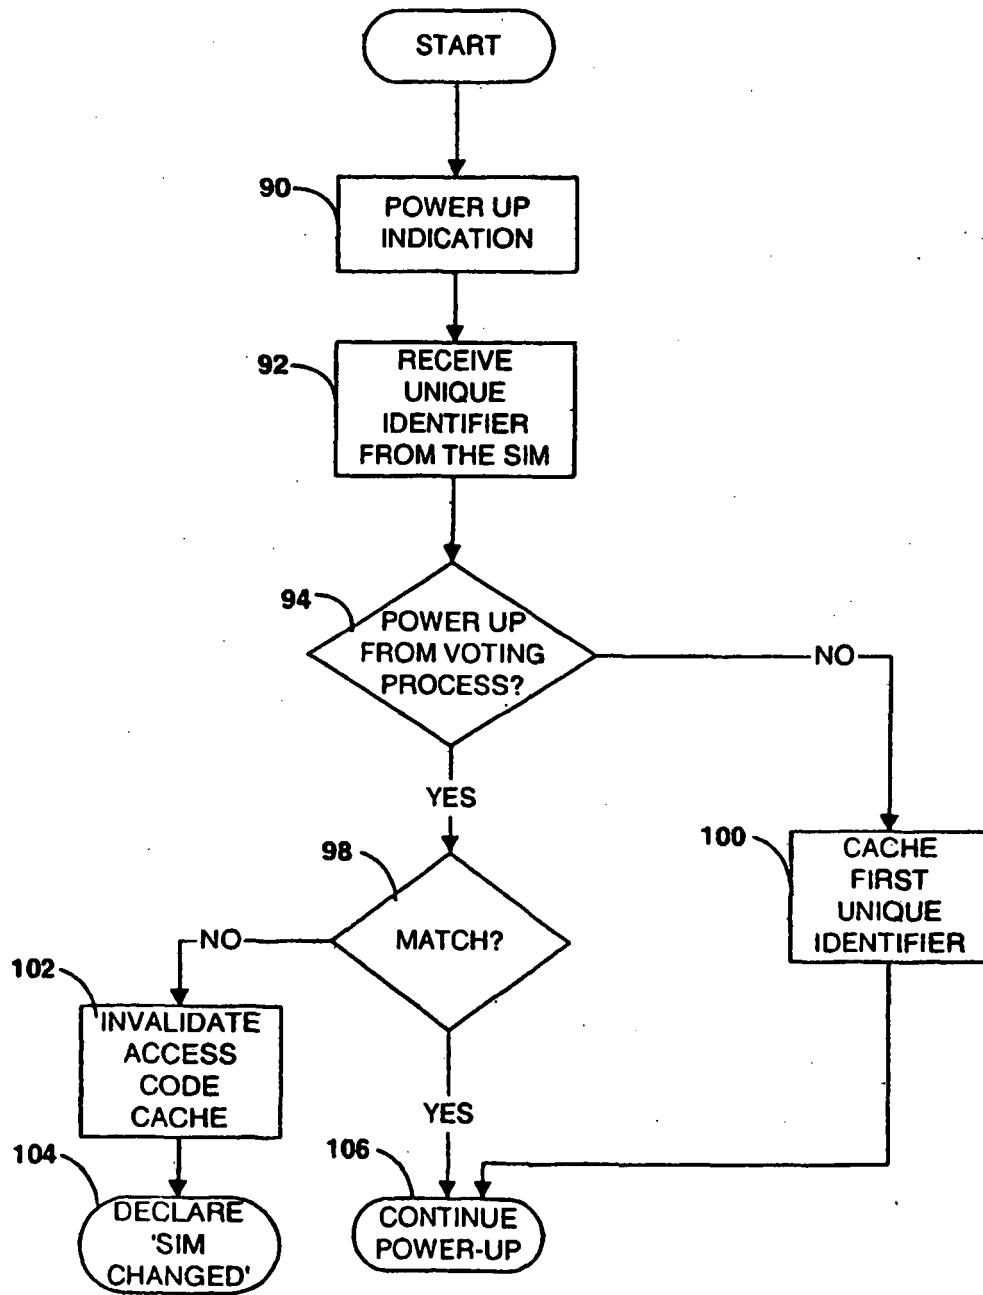 START
90
POWER UP
INDICATION
92
RECEIVE
UNIQUE
IDENTIFIER
FROM THE SIM
94
POWER UP
FROM VOTING
PROCESS?
NO
YES
98
MATCH?
100
CACHE
FIRST
UNIQUE
IDENTIFIER
NO
102
INVALIDATE
ACCESS
CODE
CACHE
YES
104
DECLARE
'SIM
CHANGED'
106
CONTINUE
POWER-UP